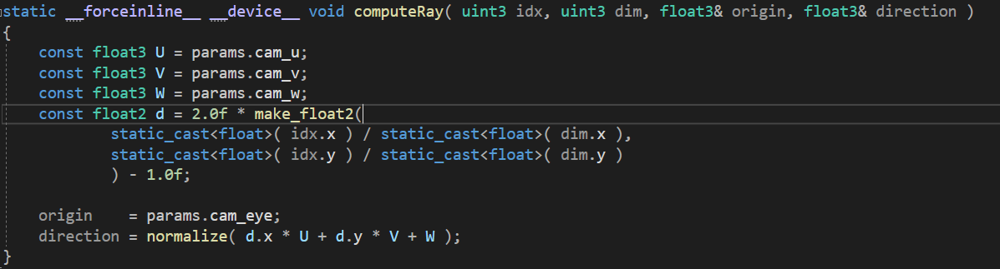 static __forceinline__ __device__ void computeRay( uint3 idx, uint3 dim, float3& origin, float3& direction )
{
    const float3 U = params.cam_u;
    const float3 V = params.cam_v;
    const float3 W = params.cam_w;
    const float2 d = 2.0f * make_float2(
            static_cast<float>( idx.x ) / static_cast<float>( dim.x ),
            static_cast<float>( idx.y ) / static_cast<float>( dim.y )
            ) - 1.0f;

    origin    = params.cam_eye;
    direction = normalize( d.x * U + d.y * V + W );
}